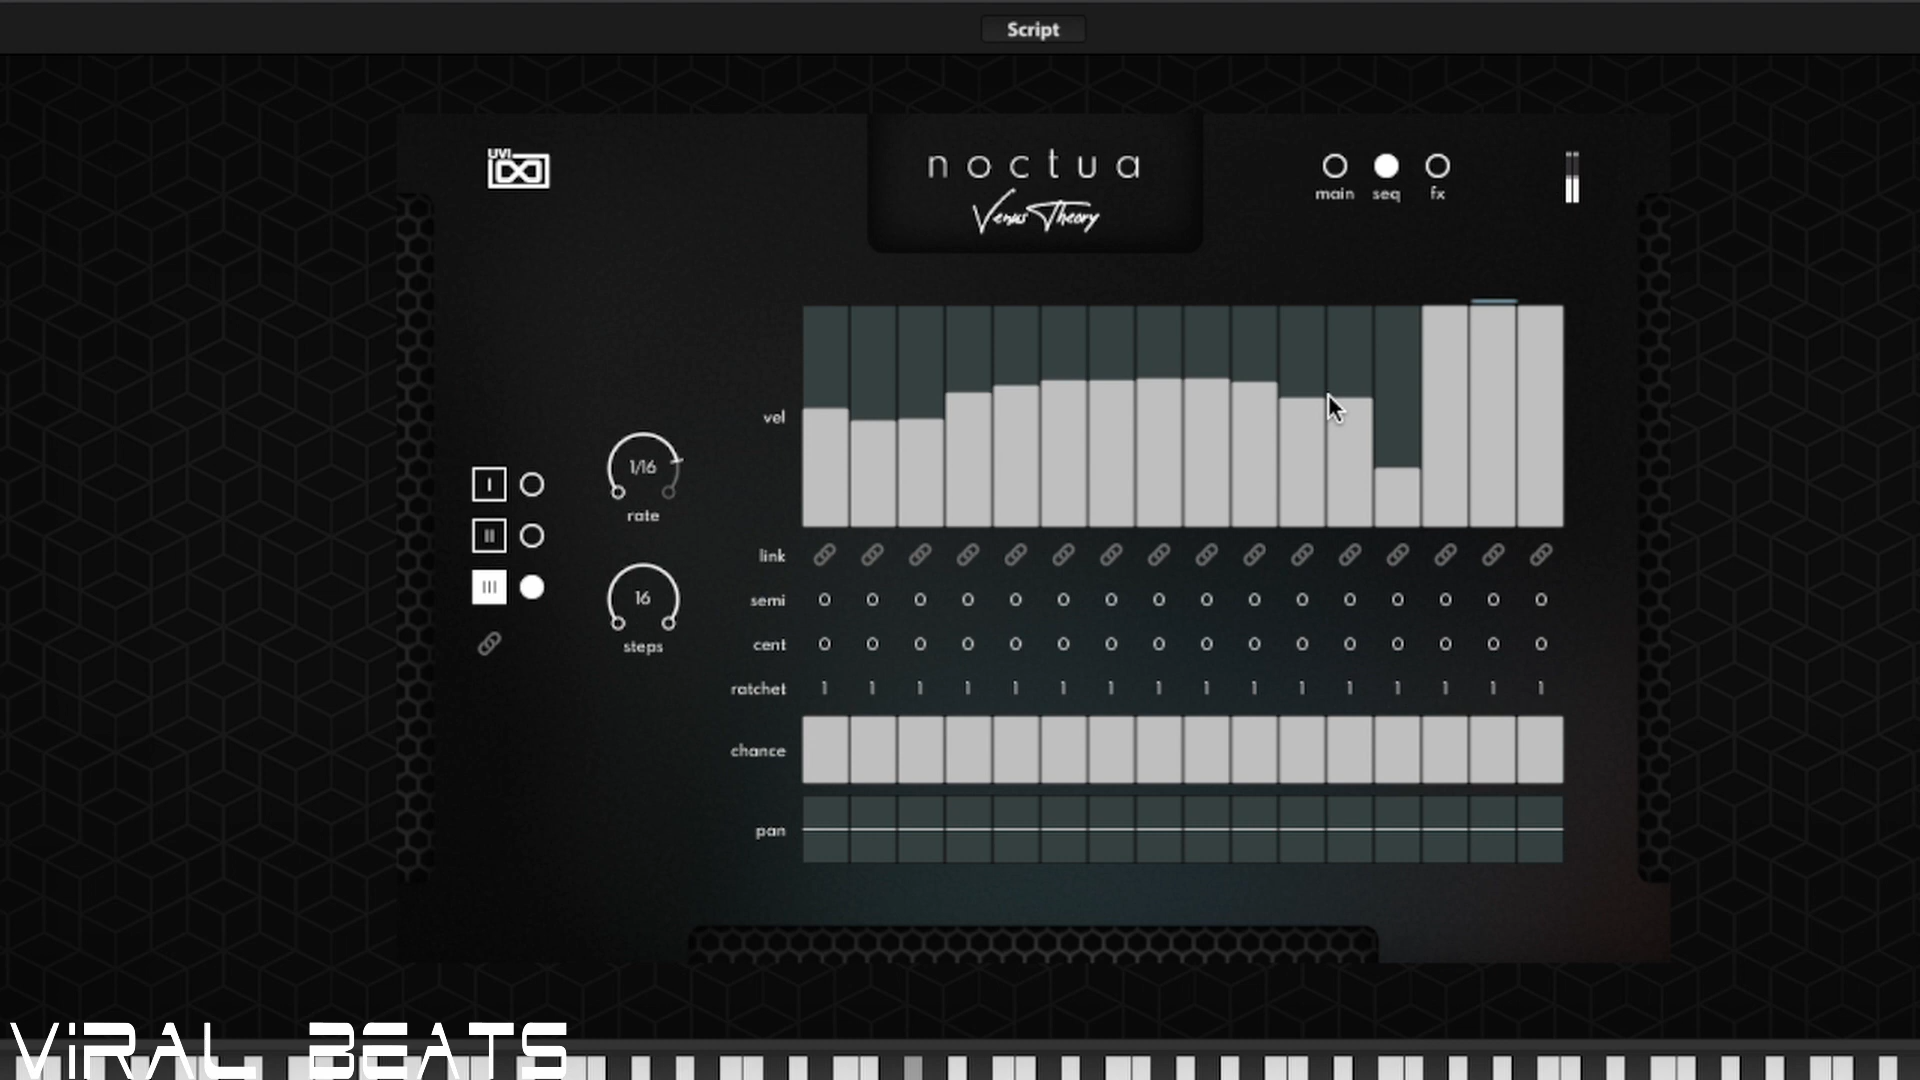 Script
UVI
noctua
Venus Theory
main seq fx
vel
I
II
III
1/16
rate
16
steps
link
semi 0 0 0 0 0 0 0 0 0 0 0 0 0 0 0 0
cent 0 0 0 0 0 0 0 0 0 0 0 0 0 0 0 0
ratchet 1 1 1 1 1 1 1 1 1 1 1 1 1 1 1 1
chance
pan
ViRAL BEATS